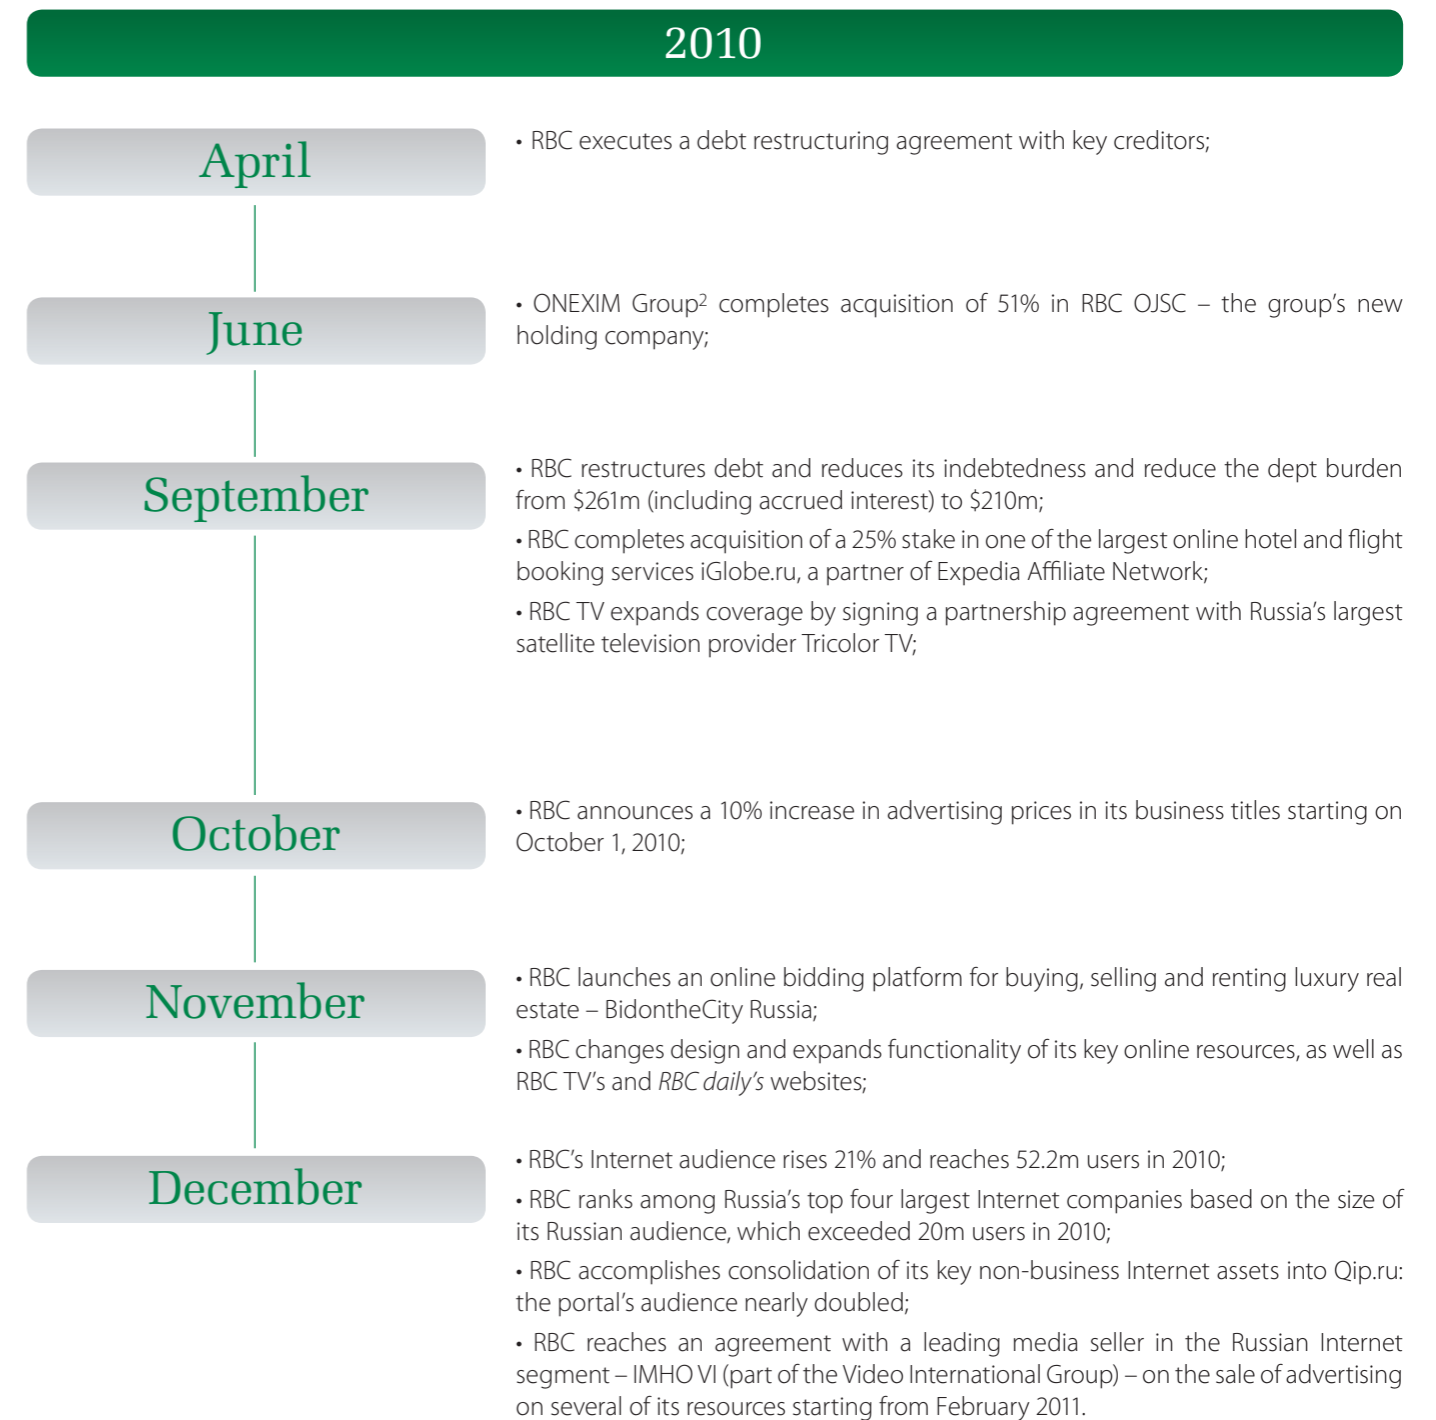 2010
April
• RBC executes a debt restructuring agreement with key creditors;
June
• ONEXIM Group2 completes acquisition of 51% in RBC OJSC – the group's new
holding company;
September
• RBC restructures debt and reduces its indebtedness and reduce the dept burden
from $261m (including accrued interest) to $210m;
• RBC completes acquisition of a 25% stake in one of the largest online hotel and flight
booking services iGlobe.ru, a partner of Expedia Affiliate Network;
• RBC TV expands coverage by signing a partnership agreement with Russia's largest
satellite television provider Tricolor TV;
October
• RBC announces a 10% increase in advertising prices in its business titles starting on
October 1, 2010;
November
• RBC launches an online bidding platform for buying, selling and renting luxury real
estate – BidontheCity Russia;
• RBC changes design and expands functionality of its key online resources, as well as
RBC TV's and RBC daily's websites;
December
• RBC's Internet audience rises 21% and reaches 52.2m users in 2010;
• RBC ranks among Russia's top four largest Internet companies based on the size of
its Russian audience, which exceeded 20m users in 2010;
• RBC accomplishes consolidation of its key non-business Internet assets into Qip.ru:
the portal's audience nearly doubled;
• RBC reaches an agreement with a leading media seller in the Russian Internet
segment – IMHO VI (part of the Video International Group) – on the sale of advertising
on several of its resources starting from February 2011.